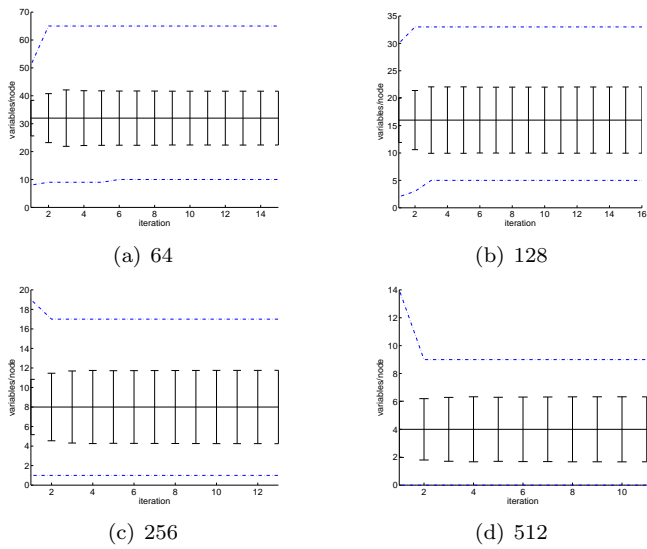 70
60
50
40
30
20
10
0
variables/node
2 4 6 8 10 12 14
iteration
(a) 64
35
30
25
20
15
10
5
0
variables/node
2 4 6 8 10 12 14 16
iteration
(b) 128
20
18
16
14
12
10
8
6
4
2
0
variables/node
2 4 6 8 10 12
iteration
(c) 256
14
12
10
8
6
4
2
0
variables/node
2 4 6 8 10
iteration
(d) 512